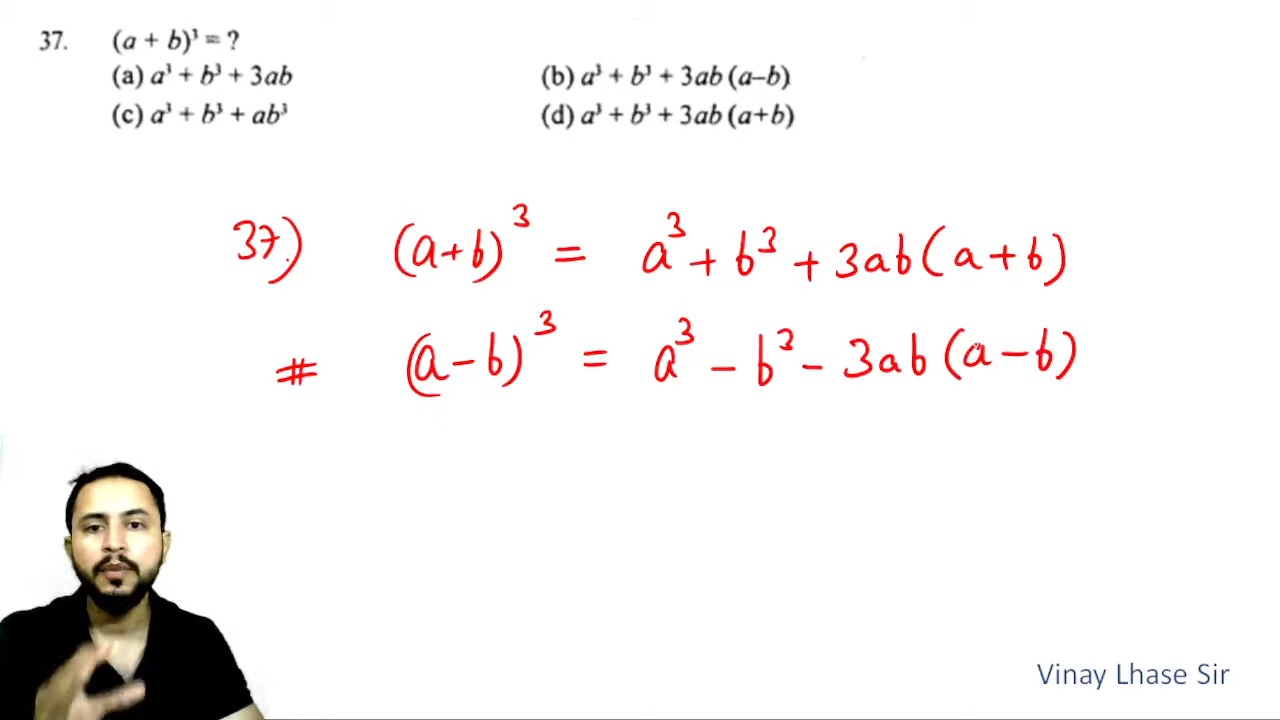 37. (a + b)³ = ?
(a) a³ + b³ + 3ab (b) a³ + b³ + 3ab (a–b)
(c) a³ + b³ + ab³ (d) a³ + b³ + 3ab (a+b)
37) (a+b)³ = a³ + b³ + 3ab(a+b)
# (a-b)³ = a³ - b³ - 3ab(a-b)
Vinay Lhase Sir